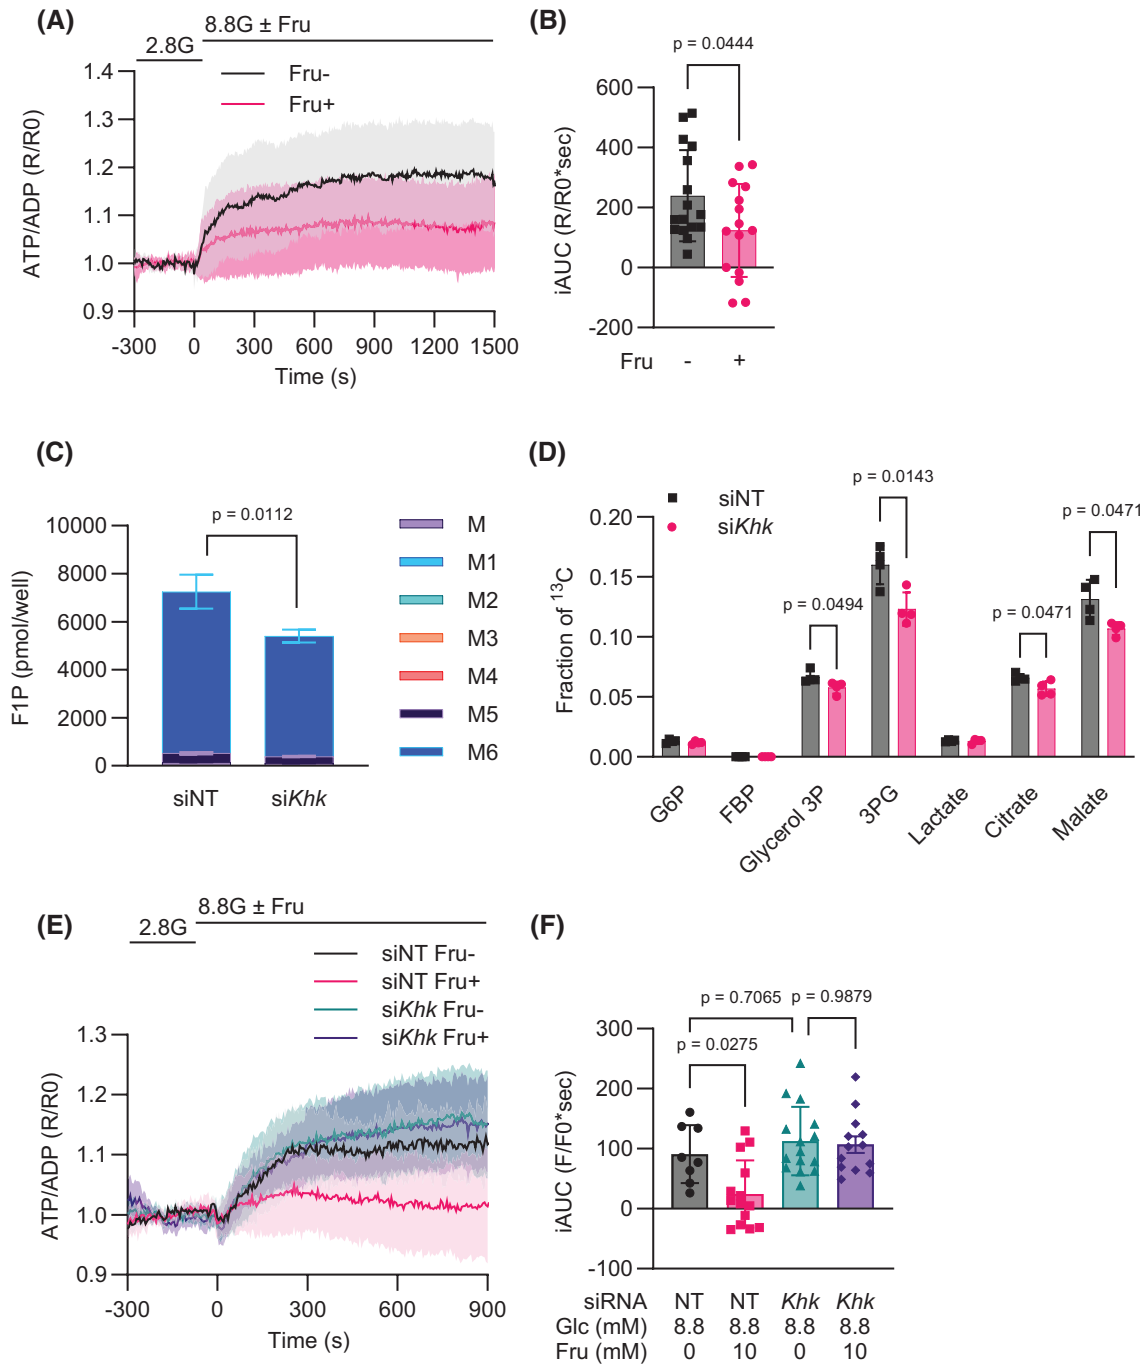 (A)
8.8G ± Fru
2.8G
Fru-
Fru+
ATP/ADP (R/R0)
1.4
1.3
1.2
1.1
1.0
0.9
-300 0 300 600 900 1200 1500
Time (s)
(B)
p = 0.0444
iAUC (R/R0*sec)
600
400
200
0
-200
Fru - +
(C)
p = 0.0112
F1P (pmol/well)
10000
8000
6000
4000
2000
0
siNT siKhk
M
M1
M2
M3
M4
M5
M6
(D)
siNT
siKhk
p = 0.0143
p = 0.0471
p = 0.0494
p = 0.0471
Fraction of ¹³C
0.20
0.15
0.10
0.05
0.00
G6P FBP Glycerol 3P 3PG Lactate Citrate Malate
(E)
8.8G ± Fru
2.8G
siNT Fru-
siNT Fru+
siKhk Fru-
siKhk Fru+
ATP/ADP (R/R0)
1.3
1.2
1.1
1.0
0.9
-300 0 300 600 900
Time (s)
(F)
p = 0.7065 p = 0.9879
p = 0.0275
iAUC (F/F0*sec)
300
200
100
0
-100
siRNA NT NT Khk Khk
Glc (mM) 8.8 8.8 8.8 8.8
Fru (mM) 0 10 0 10